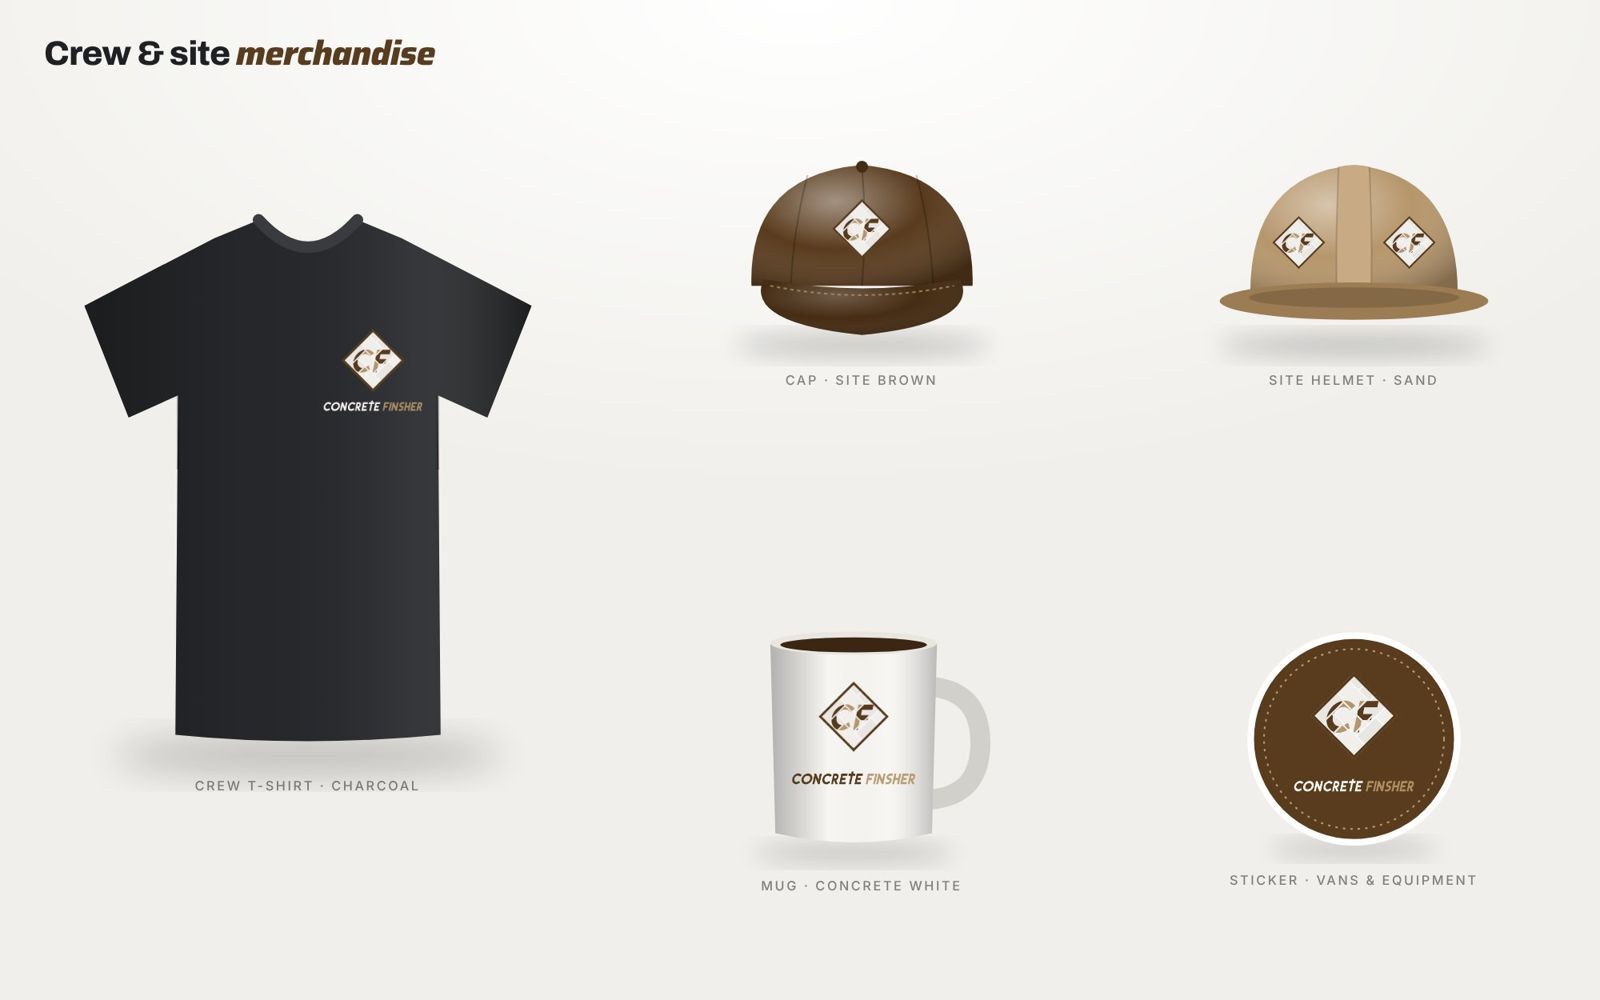 Crew & site merchandise
CF
CONCRETE FINSHER
CREW T-SHIRT · CHARCOAL
CF
CAP · SITE BROWN
CF
CF
SITE HELMET · SAND
CF
CONCRETE FINSHER
MUG · CONCRETE WHITE
CF
CONCRETE FINSHER
STICKER · VANS & EQUIPMENT